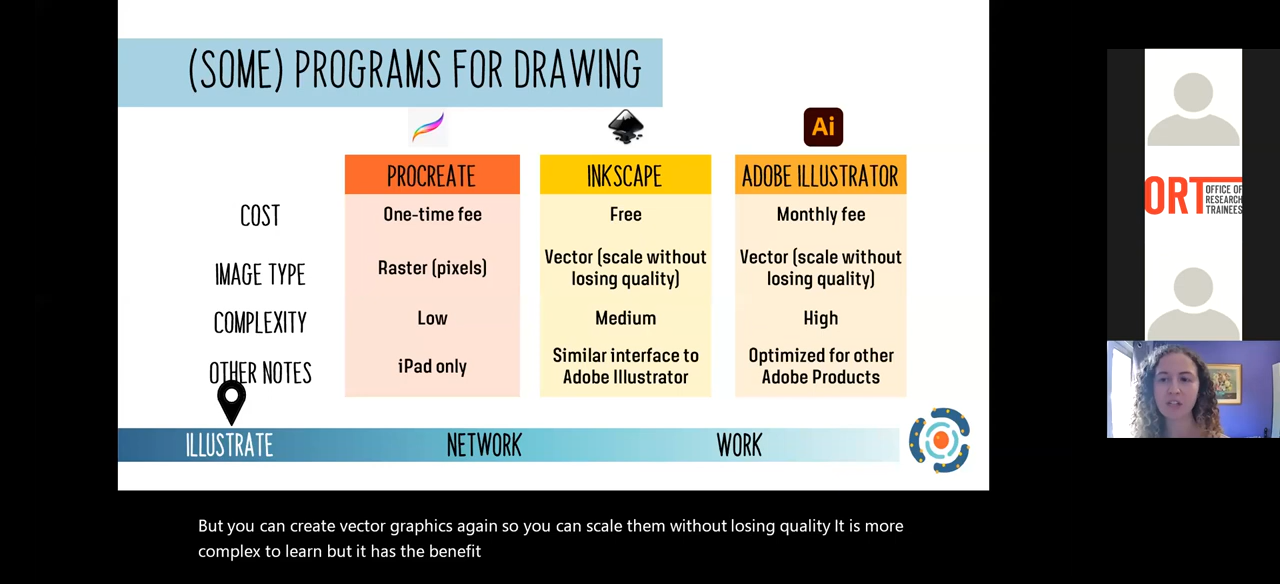 (SOME) PROGRAMS FOR DRAWING
Ai
PROCREATE INKSCAPE ADOBE ILLUSTRATOR
COST One-time fee Free Monthly fee
IMAGE TYPE Raster (pixels) Vector (scale without losing quality) Vector (scale without losing quality)
COMPLEXITY Low Medium High
OTHER NOTES iPad only Similar interface to Adobe Illustrator Optimized for other Adobe Products
ILLUSTRATE NETWORK WORK
ORT OFFICE OF
RESEARCH
TRAINEES
But you can create vector graphics again so you can scale them without losing quality It is more
complex to learn but it has the benefit